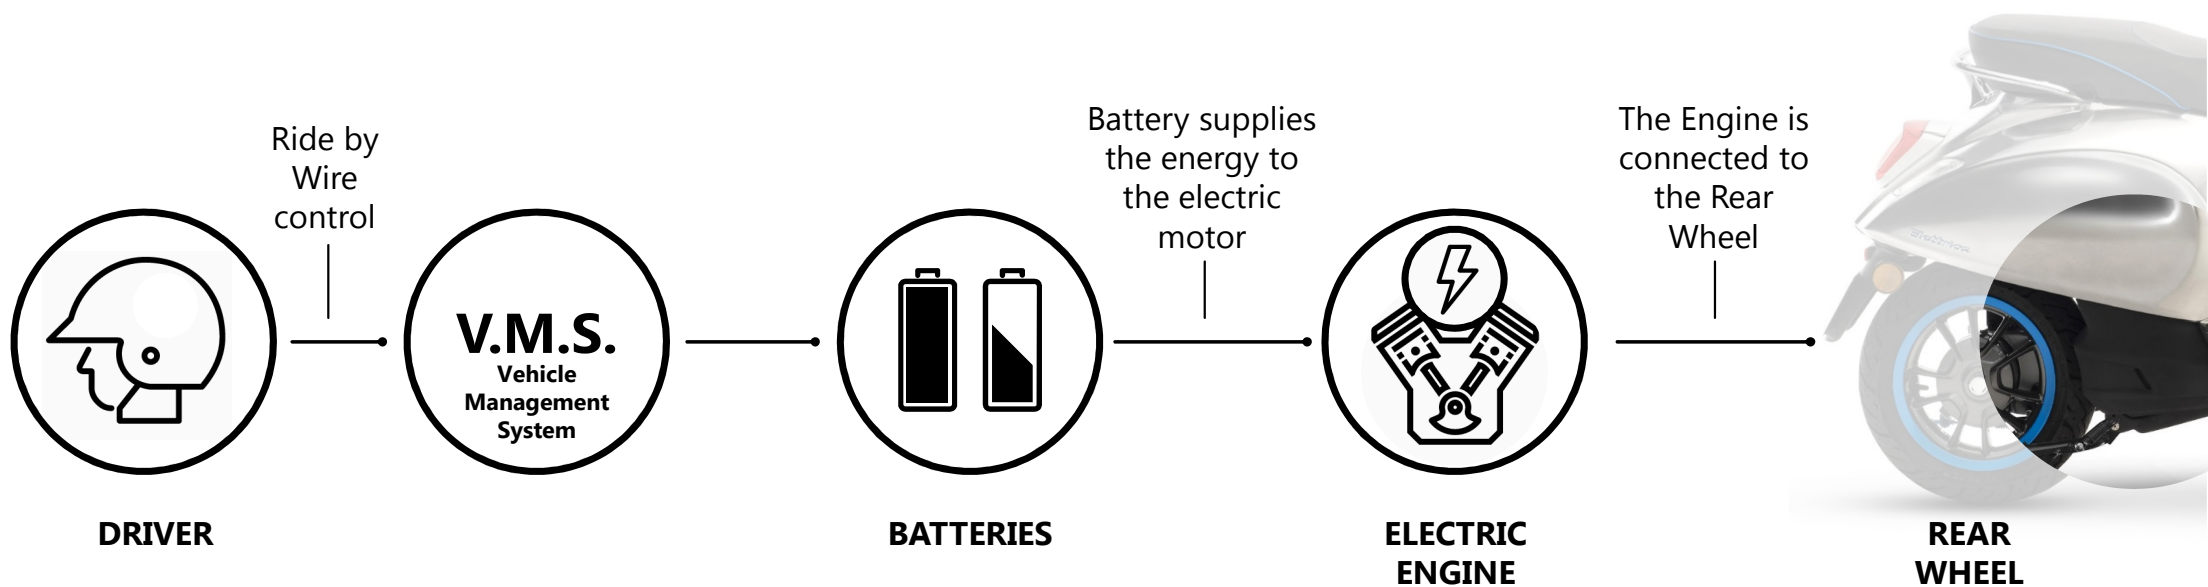 Ride by
Wire
control
Battery supplies
the energy to
the electric
motor
The Engine is
connected to
the Rear
Wheel
V.M.S.
Vehicle
Management
System
DRIVER
BATTERIES
ELECTRIC
ENGINE
REAR
WHEEL